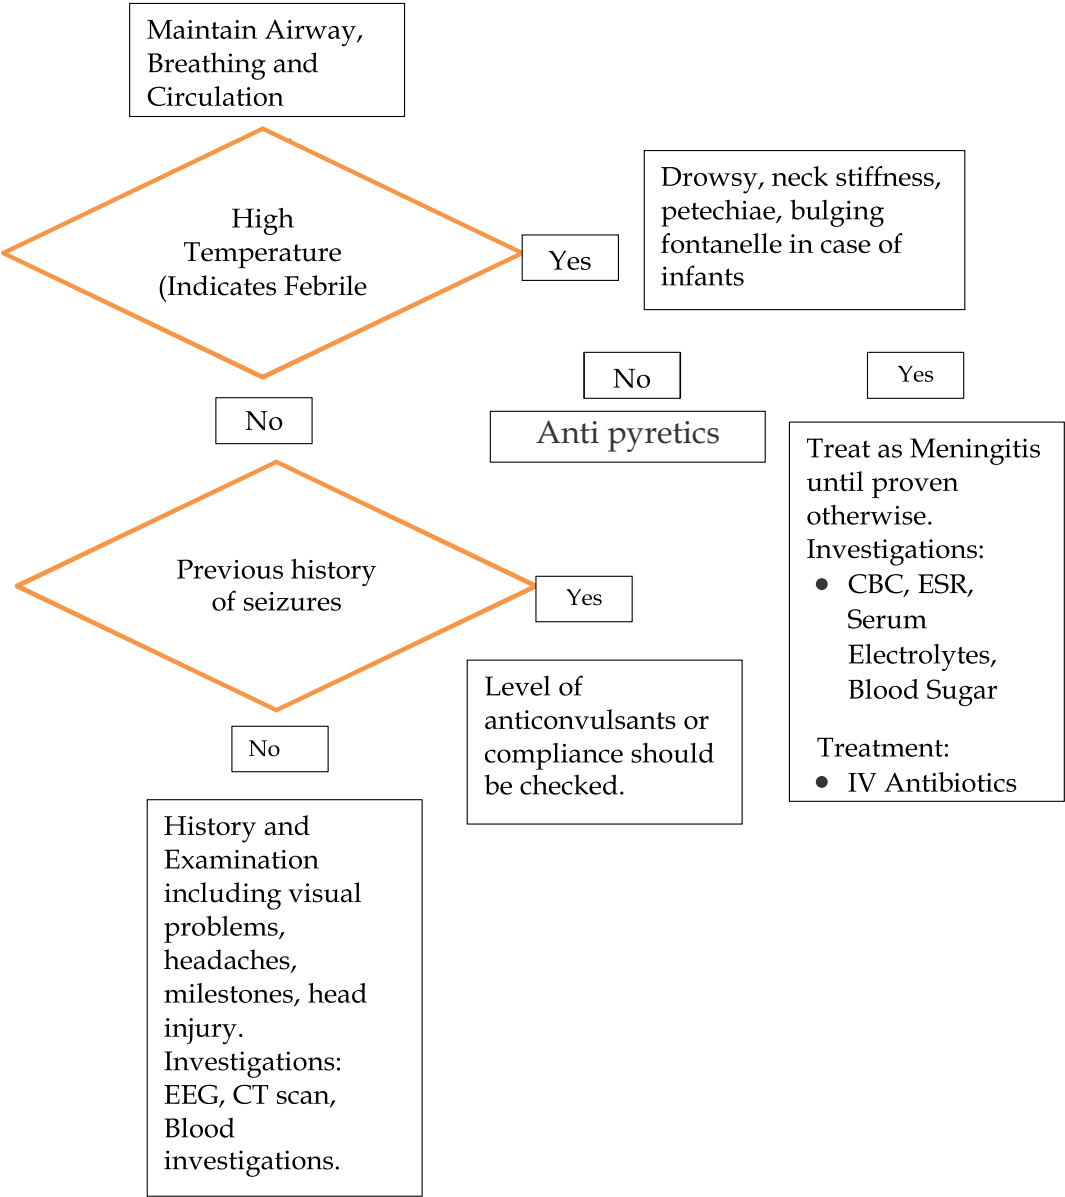 Maintain Airway,
Breathing and
Circulation
High
Temperature
(Indicates Febrile
Yes
Drowsy, neck stiffness,
petechiae, bulging
fontanelle in case of
infants
No
Yes
No
Anti pyretics
Treat as Meningitis
until proven
otherwise.
Investigations:
● CBC, ESR,
Serum
Electrolytes,
Blood Sugar
Treatment:
● IV Antibiotics
Previous history
of seizures
Yes
Level of
anticonvulsants or
compliance should
be checked.
No
History and
Examination
including visual
problems,
headaches,
milestones, head
injury.
Investigations:
EEG, CT scan,
Blood
investigations.